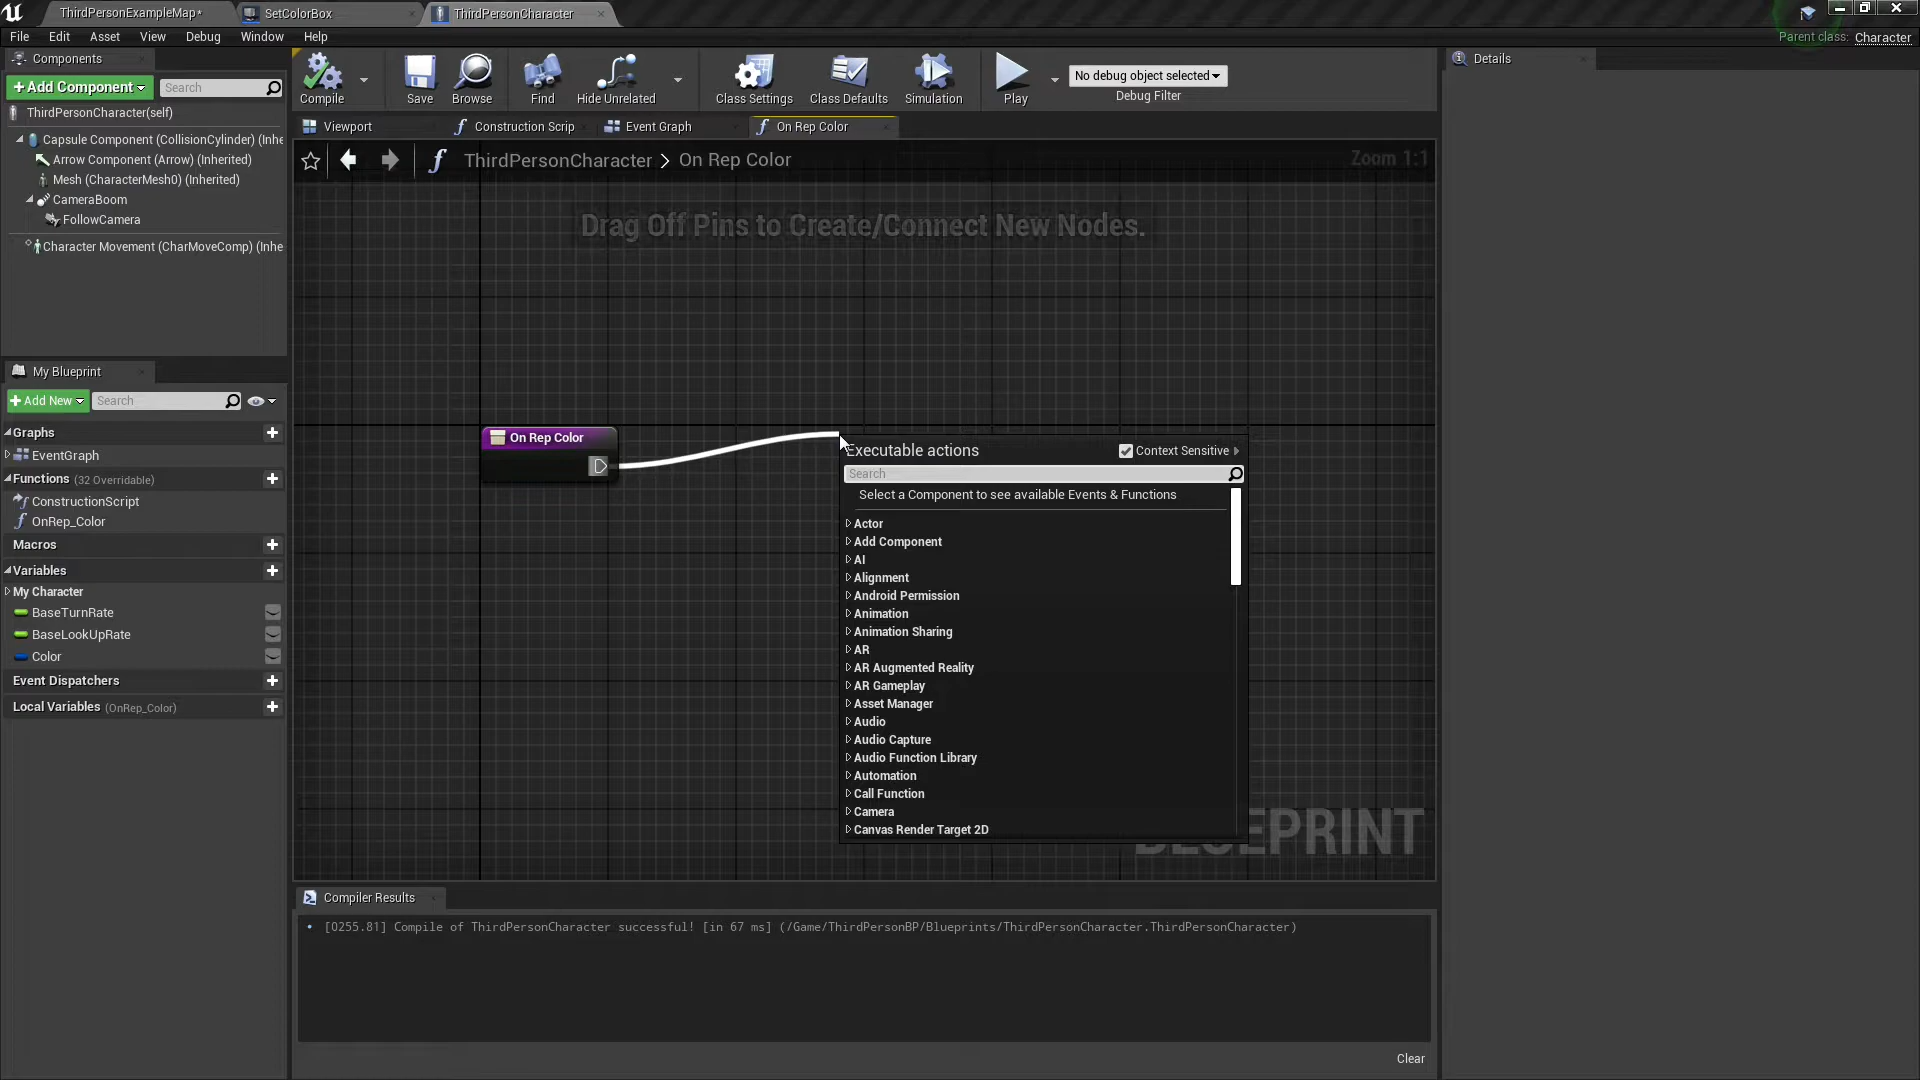 ThirdPersonExampleMap*
SetColorBox
ThirdPersonCharacter
File Edit Asset View Debug Window Help
Parent class: Character
Components
+Add Component
Search
ThirdPersonCharacter(self)
Capsule Component (CollisionCylinder) (Inhe
Arrow Component (Arrow) (Inherited)
Mesh (CharacterMesh0) (Inherited)
CameraBoom
FollowCamera
Character Movement (CharMoveComp) (Inhe
Compile
Save
Browse
Find
Hide Unrelated
Class Settings
Class Defaults
Simulation
Play
No debug object selected
Debug Filter
Details
Viewport
Construction Scrip
Event Graph
On Rep Color
ThirdPersonCharacter > On Rep Color
Zoom 1:1
Drag Off Pins to Create/Connect New Nodes.
My Blueprint
+Add New
Search
Graphs
EventGraph
Functions (32 Overridable)
ConstructionScript
OnRep_Color
Macros
Variables
My Character
BaseTurnRate
BaseLookUpRate
Color
Event Dispatchers
Local Variables (OnRep_Color)
On Rep Color
Executable actions
Context Sensitive
Search
Select a Component to see available Events & Functions
Actor
Add Component
AI
Alignment
Android Permission
Animation
Animation Sharing
AR
AR Augmented Reality
AR Gameplay
Asset Manager
Audio
Audio Capture
Audio Function Library
Automation
Call Function
Camera
Canvas Render Target 2D
Compiler Results
[0255.81] Compile of ThirdPersonCharacter successful! [in 67 ms] (/Game/ThirdPersonBP/Blueprints/ThirdPersonCharacter.ThirdPersonCharacter)
Clear